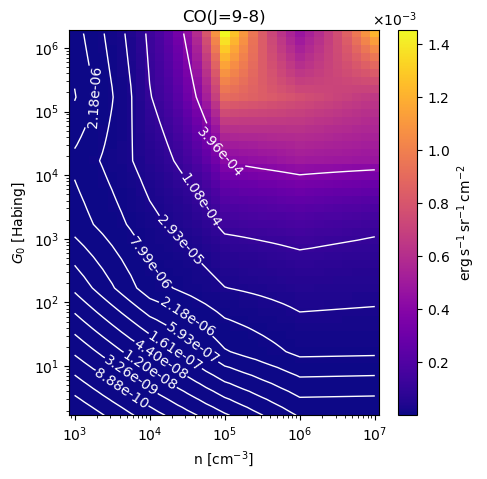 CO(J=9-8)
×10⁻³
10⁶
10⁵
10⁴
10³
10²
10¹
G₀ [Habing]
2.18e-06
3.96e-04
1.08e-04
2.93e-05
7.99e-06
2.18e-06
5.93e-07
1.61e-07
4.40e-08
1.20e-08
3.26e-09
8.88e-10
10³
10⁴
10⁵
10⁶
10⁷
n [cm⁻³]
1.4
1.2
1.0
0.8
0.6
0.4
0.2
erg s⁻¹ sr⁻¹ cm⁻²